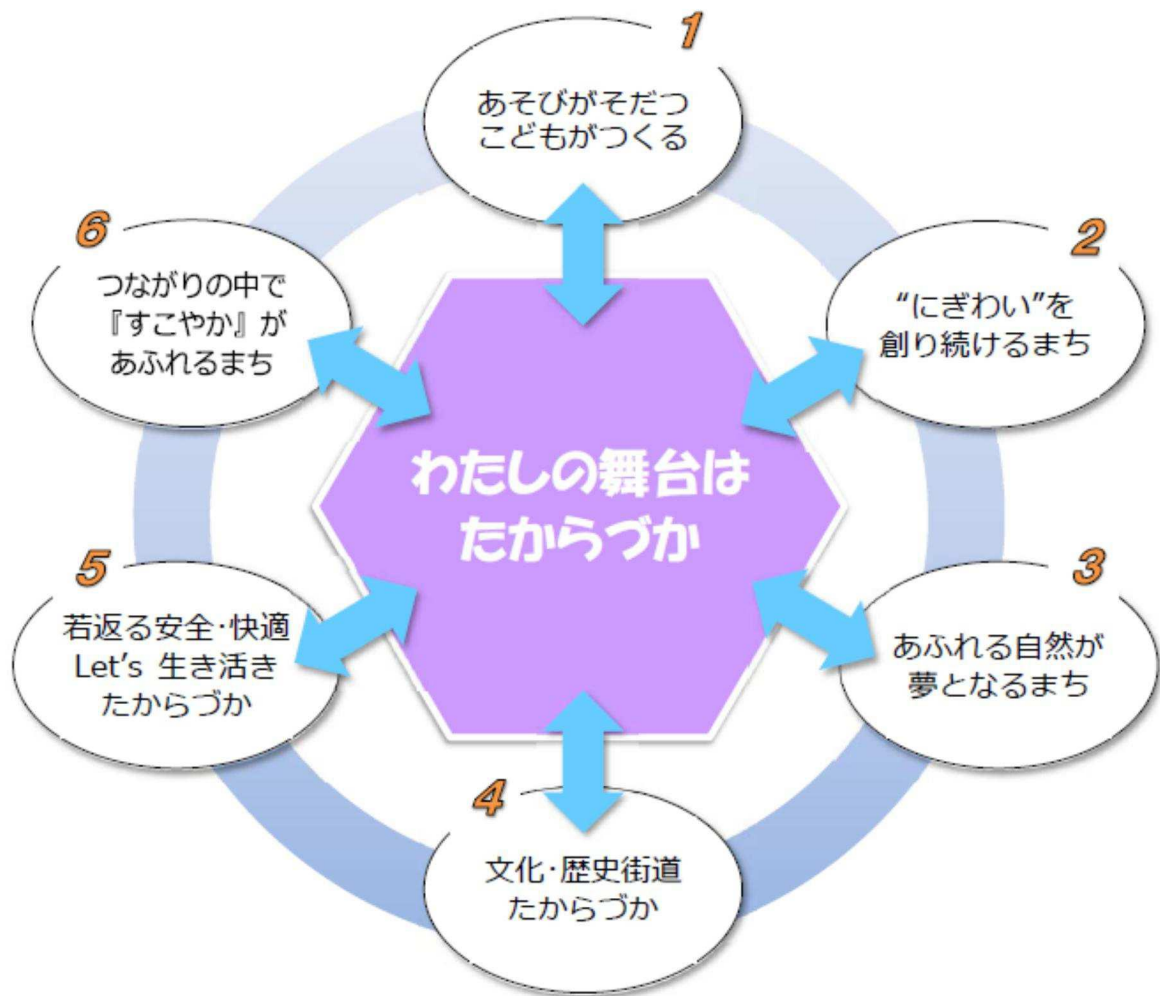 1
あそびがそだつ
こどもがつくる
2
“にぎわい”を
創り続けるまち
3
あふれる自然が
夢となるまち
4
文化･歴史街道
たからづか
5
若返る安全･快適
Let's 生き活き
たからづか
6
つながりの中で
『すこやか』が
あふれるまち
わたしの舞台は
たからづか